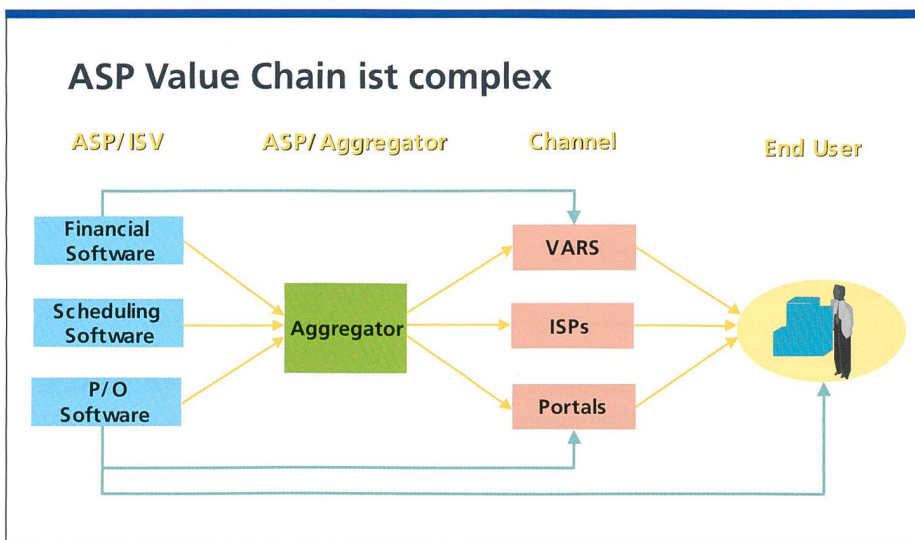 ASP Value Chain ist complex
ASP/ISV
ASP/Aggregator
Channel
End User
Financial
Software
Scheduling
Software
P/O
Software
Aggregator
VARS
ISPs
Portals